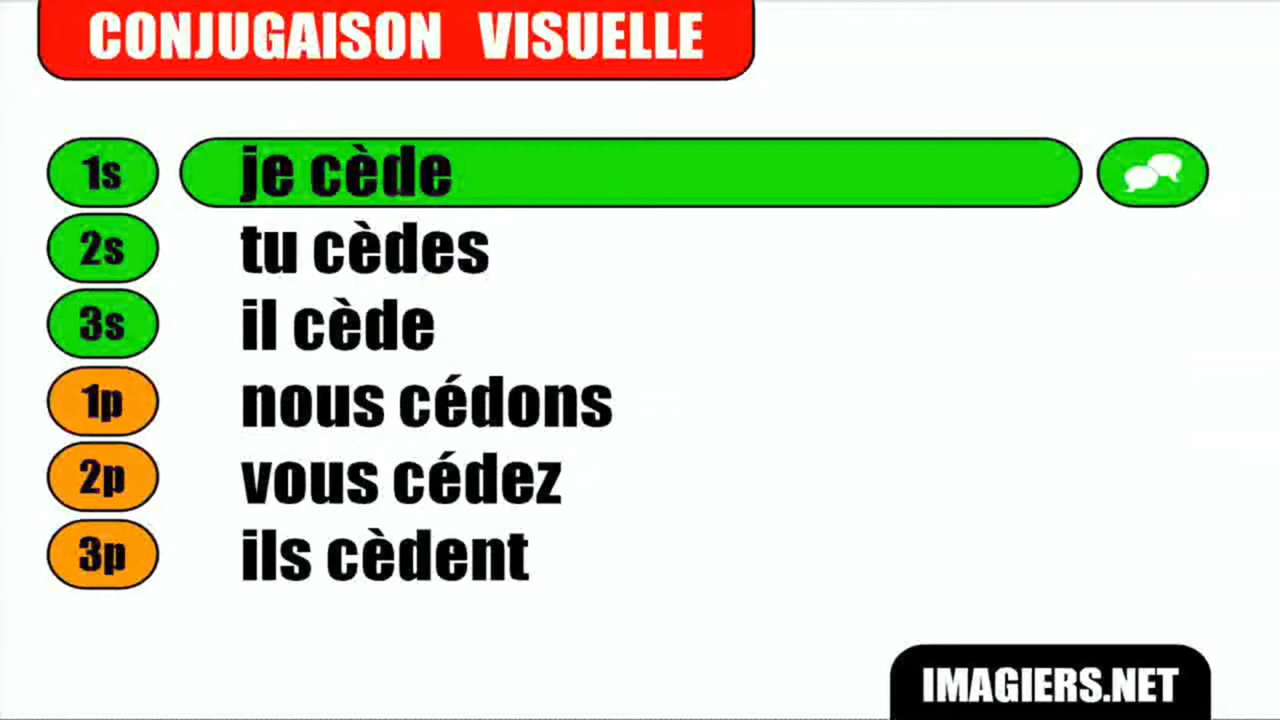 CONJUGAISON VISUELLE
1s je cède
2s tu cèdes
3s il cède
1p nous cédons
2p vous cédez
3p ils cèdent
IMAGIERS.NET